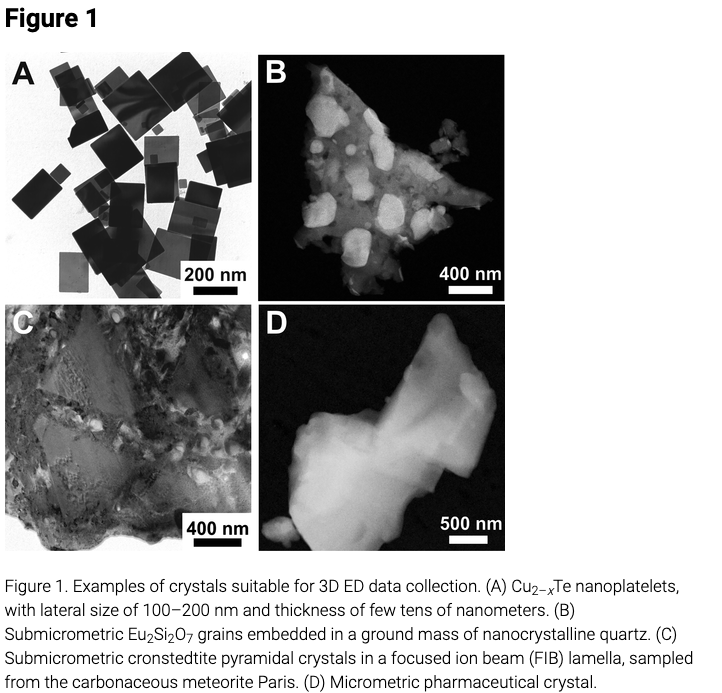 Figure 1
A
B
200 nm
400 nm
C
D
400 nm
500 nm
Figure 1. Examples of crystals suitable for 3D ED data collection. (A) Cu₂₋ₓTe nanoplatelets,
with lateral size of 100–200 nm and thickness of few tens of nanometers. (B)
Submicrometric Eu₂Si₂O₇ grains embedded in a ground mass of nanocrystalline quartz. (C)
Submicrometric cronstedtite pyramidal crystals in a focused ion beam (FIB) lamella, sampled
from the carbonaceous meteorite Paris. (D) Micrometric pharmaceutical crystal.